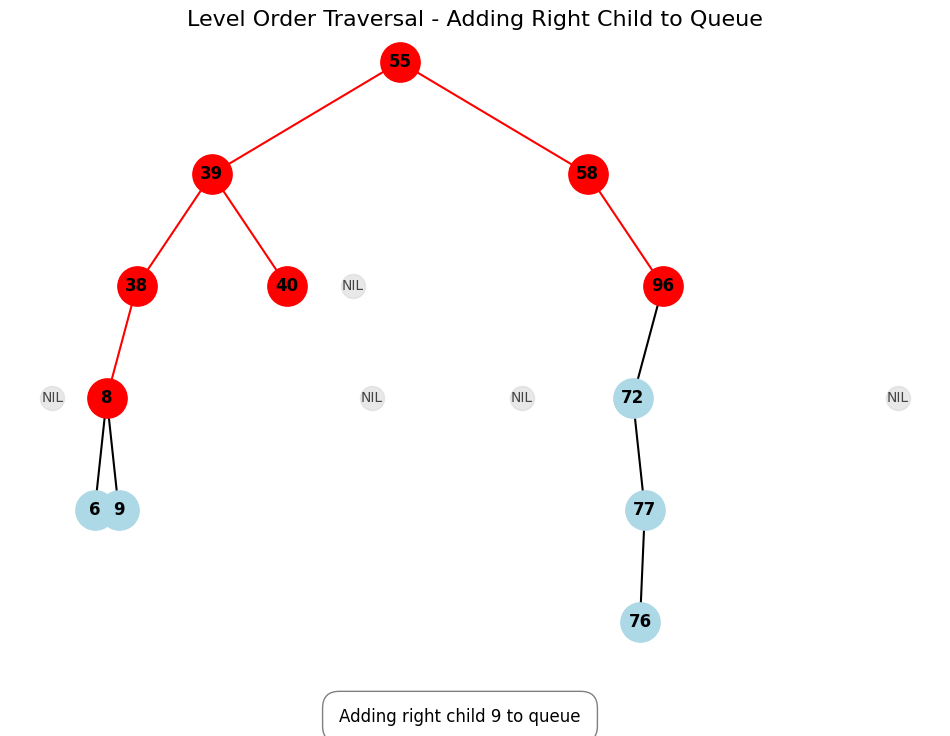 Level Order Traversal - Adding Right Child to Queue
55
39
58
38
40
NIL
96
NIL
8
NIL
NIL
72
NIL
6
9
77
76
Adding right child 9 to queue